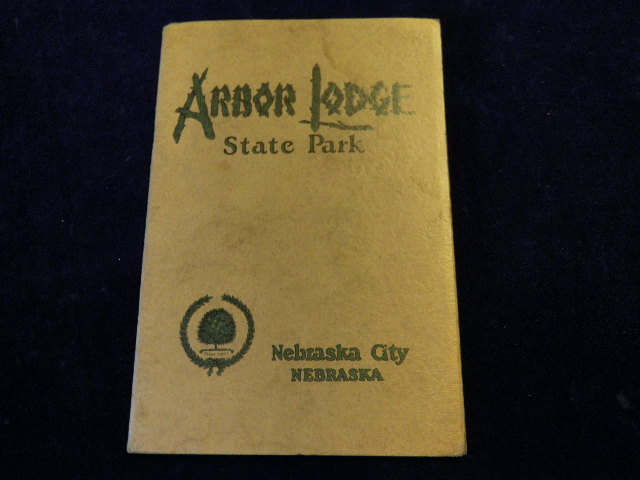 ARBOR LODGE
State Park
Nebraska City
NEBRASKA